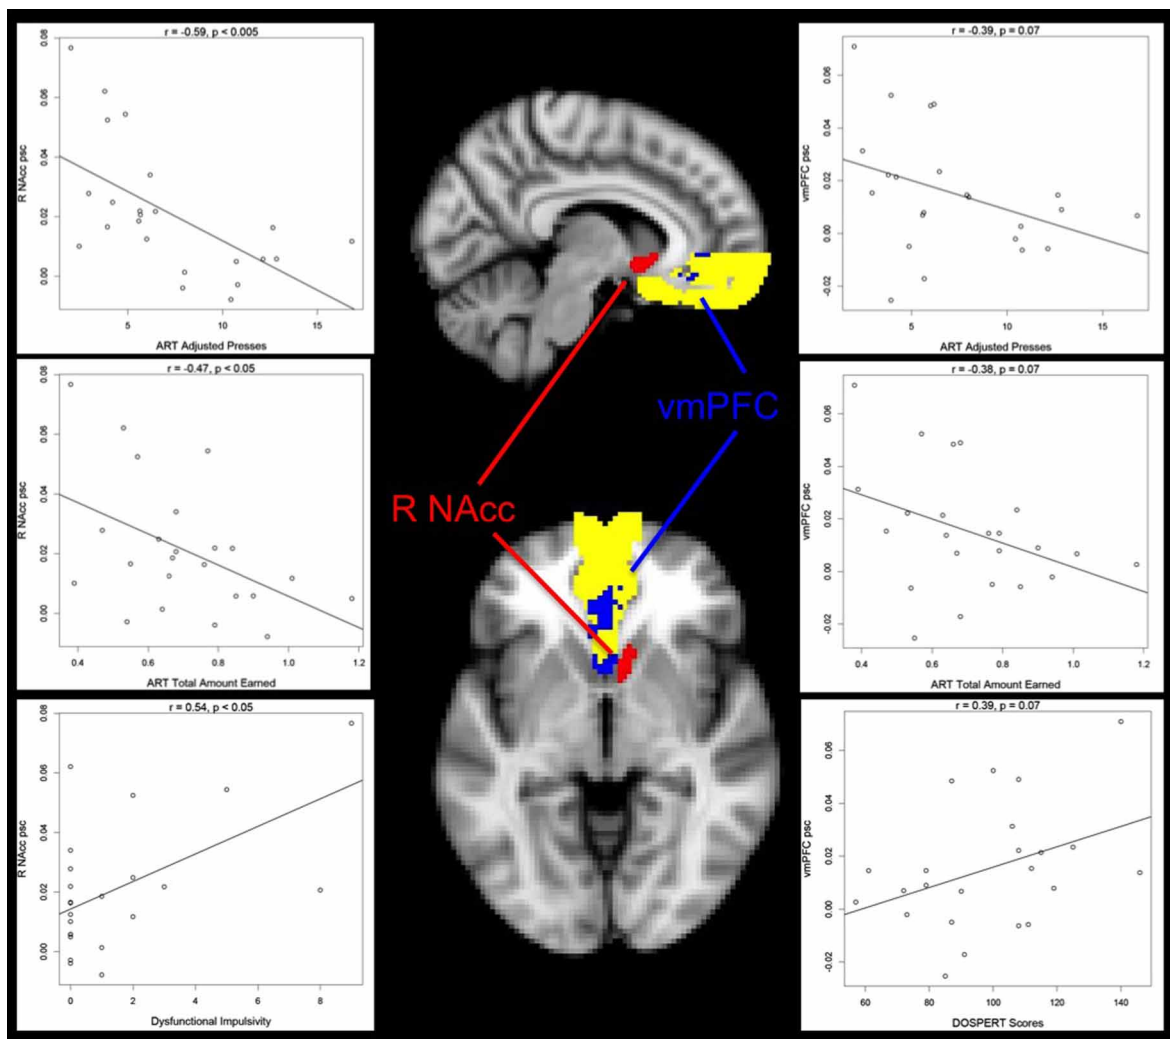 r = -0.59, p < 0.005
R NAcc psc
0.00 0.02 0.04 0.06 0.08
5 10 15
ART Adjusted Presses
r = -0.47, p < 0.05
R NAcc psc
0.00 0.02 0.04 0.06 0.08
0.4 0.6 0.8 1.0 1.2
ART Total Amount Earned
r = 0.54, p < 0.05
R NAcc psc
0.00 0.02 0.04 0.06 0.08
0 2 4 6 8
Dysfunctional Impulsivity
vmPFC
R NAcc
r = -0.39, p = 0.07
vmPFC psc
-0.02 0.00 0.02 0.04 0.06
5 10 15
ART Adjusted Presses
r = -0.38, p = 0.07
vmPFC psc
-0.02 0.00 0.02 0.04 0.06
0.4 0.6 0.8 1.0 1.2
ART Total Amount Earned
r = 0.39, p = 0.07
vmPFC psc
-0.02 0.00 0.02 0.04 0.06
60 80 100 120 140
DOSPERT Scores